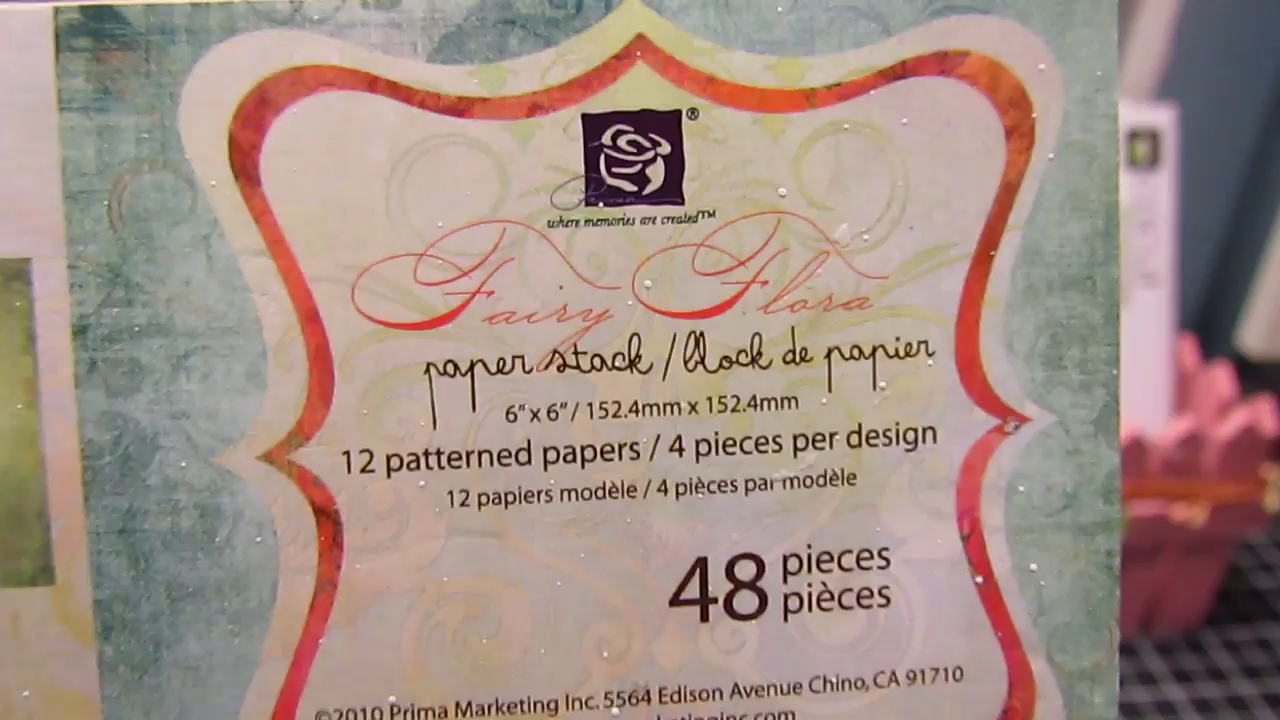 ®
Prima
where memories are created™
Fairy Flora
paper stack / block de papier
6" x 6" / 152.4mm x 152.4mm
12 patterned papers / 4 pieces per design
12 papiers modèle / 4 pièces par modèle
48 pieces
pièces
©2010 Prima Marketing Inc. 5564 Edison Avenue Chino, CA 91710